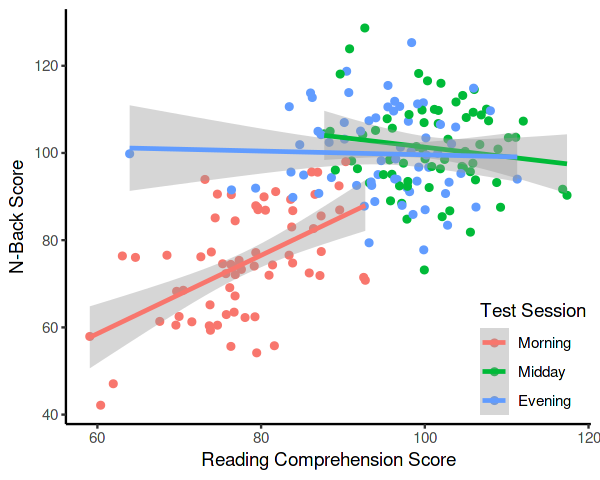 N-Back Score
120
100
80
60
40
60
80
100
120
Reading Comprehension Score
Test Session
Morning
Midday
Evening